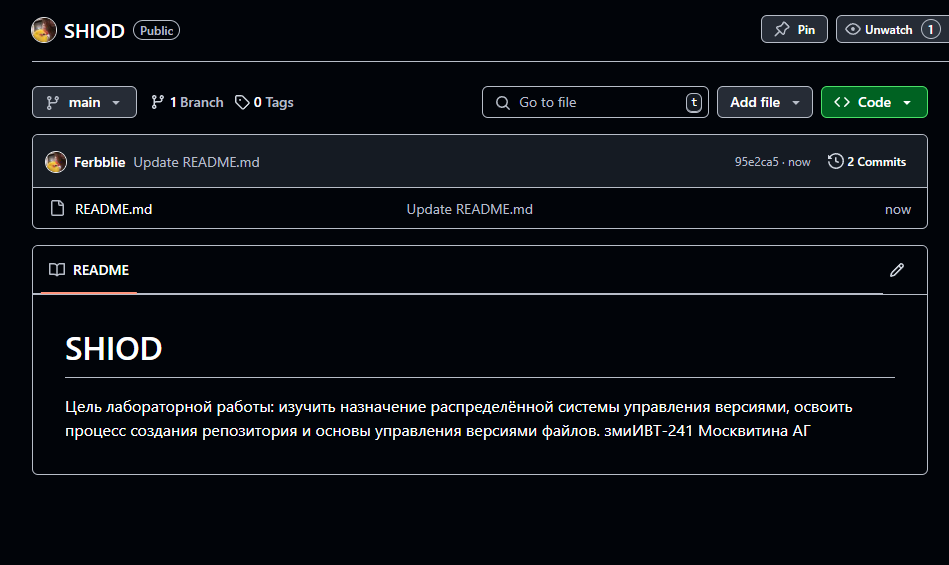 SHIOD Public Pin Unwatch 1
main 1 Branch 0 Tags Go to file t Add file Code
Ferbblie Update README.md 95e2ca5 · now 2 Commits
README.md Update README.md now
README
SHIOD
Цель лабораторной работы: изучить назначение распределённой системы управления версиями, освоить
процесс создания репозитория и основы управления версиями файлов. змиИВТ-241 Москвитина АГ